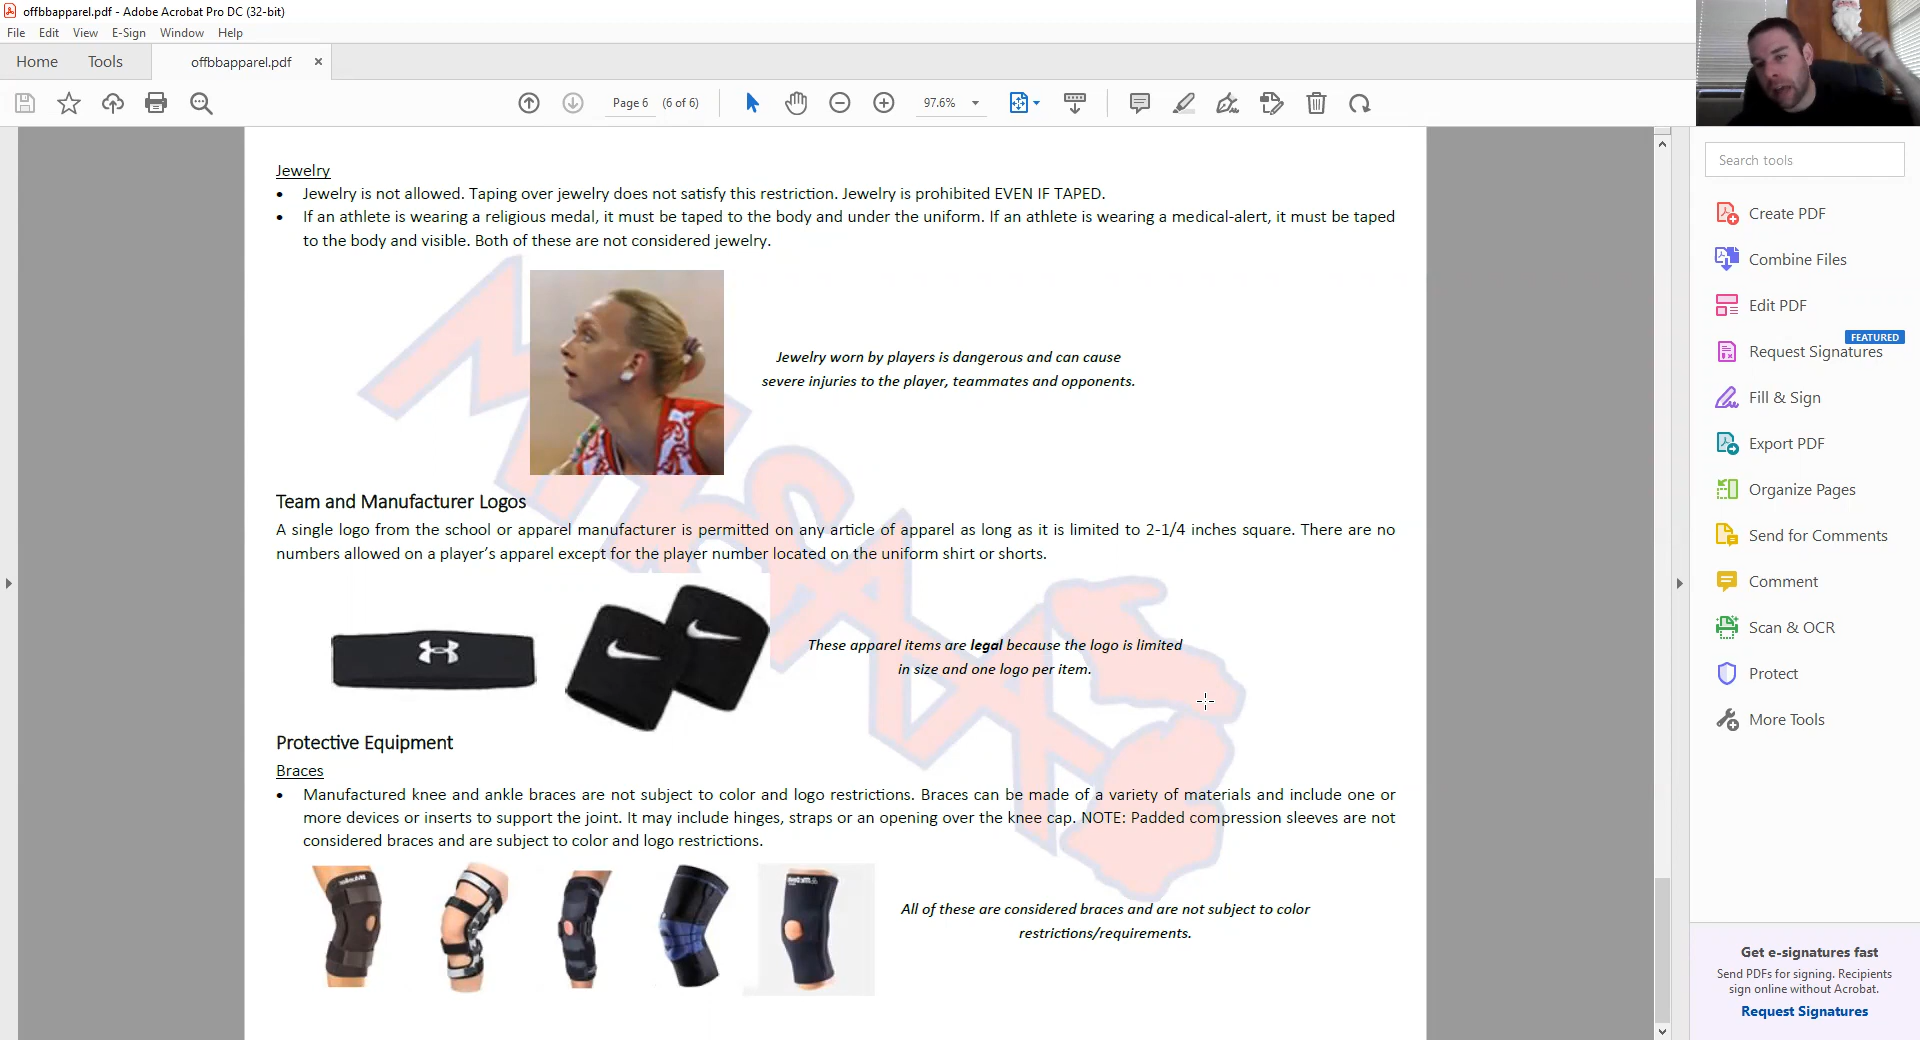 offbbapparel.pdf - Adobe Acrobat Pro DC (32-bit)
File Edit View E-Sign Window Help
Home Tools offbbapparel.pdf ×
Page 6 (6 of 6) 97.6%
Jewelry
• Jewelry is not allowed. Taping over jewelry does not satisfy this restriction. Jewelry is prohibited EVEN IF TAPED.
• If an athlete is wearing a religious medal, it must be taped to the body and under the uniform. If an athlete is wearing a medical-alert, it must be taped
to the body and visible. Both of these are not considered jewelry.
Jewelry worn by players is dangerous and can cause
severe injuries to the player, teammates and opponents.
Team and Manufacturer Logos
A single logo from the school or apparel manufacturer is permitted on any article of apparel as long as it is limited to 2-1/4 inches square. There are no
numbers allowed on a player's apparel except for the player number located on the uniform shirt or shorts.
These apparel items are legal because the logo is limited
in size and one logo per item.
Protective Equipment
Braces
• Manufactured knee and ankle braces are not subject to color and logo restrictions. Braces can be made of a variety of materials and include one or
more devices or inserts to support the joint. It may include hinges, straps or an opening over the knee cap. NOTE: Padded compression sleeves are not
considered braces and are subject to color and logo restrictions.
All of these are considered braces and are not subject to color
restrictions/requirements.
MHSAA
Search tools
Create PDF
Combine Files
Edit PDF
FEATURED
Request Signatures
Fill & Sign
Export PDF
Organize Pages
Send for Comments
Comment
Scan & OCR
Protect
More Tools
Get e-signatures fast
Send PDFs for signing. Recipients
sign online without Acrobat.
Request Signatures